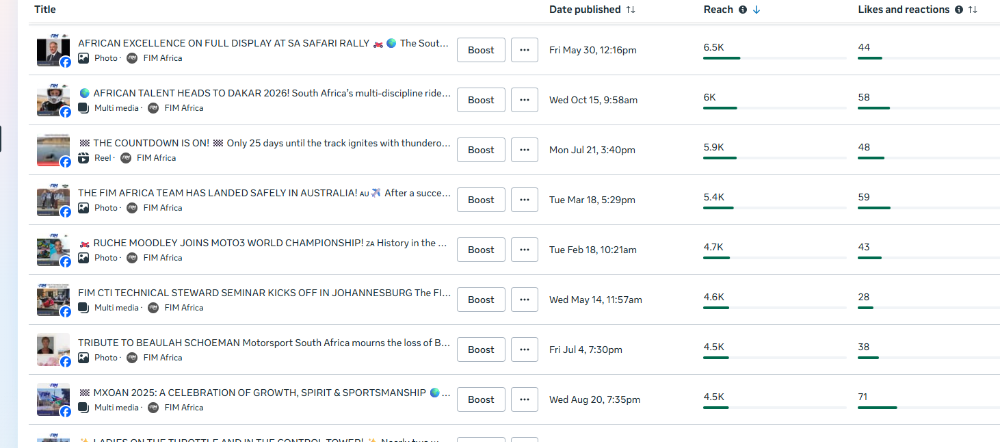 Title Date published Reach Likes and reactions
AFRICAN EXCELLENCE ON FULL DISPLAY AT SA SAFARI RALLY 🏍️ 🌍 The Sout... Boost ... Fri May 30, 12:16pm 6.5K 44
Photo · FIM Africa
🌍 AFRICAN TALENT HEADS TO DAKAR 2026! South Africa's multi-discipline ride... Boost ... Wed Oct 15, 9:58am 6K 58
Multi media · FIM Africa
🏁 THE COUNTDOWN IS ON! 🏁 Only 25 days until the track ignites with thundero... Boost ... Mon Jul 21, 3:40pm 5.9K 48
Reel · FIM Africa
THE FIM AFRICA TEAM HAS LANDED SAFELY IN AUSTRALIA! AU ✈️ After a succe... Boost ... Tue Mar 18, 5:29pm 5.4K 59
Photo · FIM Africa
🏍️ RUCHE MOODLEY JOINS MOTO3 WORLD CHAMPIONSHIP! ZA History in the ... Boost ... Tue Feb 18, 10:21am 4.7K 43
Photo · FIM Africa
FIM CTI TECHNICAL STEWARD SEMINAR KICKS OFF IN JOHANNESBURG The FI... Boost ... Wed May 14, 11:57am 4.6K 28
Multi media · FIM Africa
TRIBUTE TO BEAULAH SCHOEMAN Motorsport South Africa mourns the loss of B... Boost ... Fri Jul 4, 7:30pm 4.5K 38
Photo · FIM Africa
🏁 MXOAN 2025: A CELEBRATION OF GROWTH, SPIRIT & SPORTSMANSHIP 🌍 ... Boost ... Wed Aug 20, 7:35pm 4.5K 71
Multi media · FIM Africa
✨ LADIES ON THE THROTTLE AND IN THE CONTROL TOWER! ✨ Nearly two